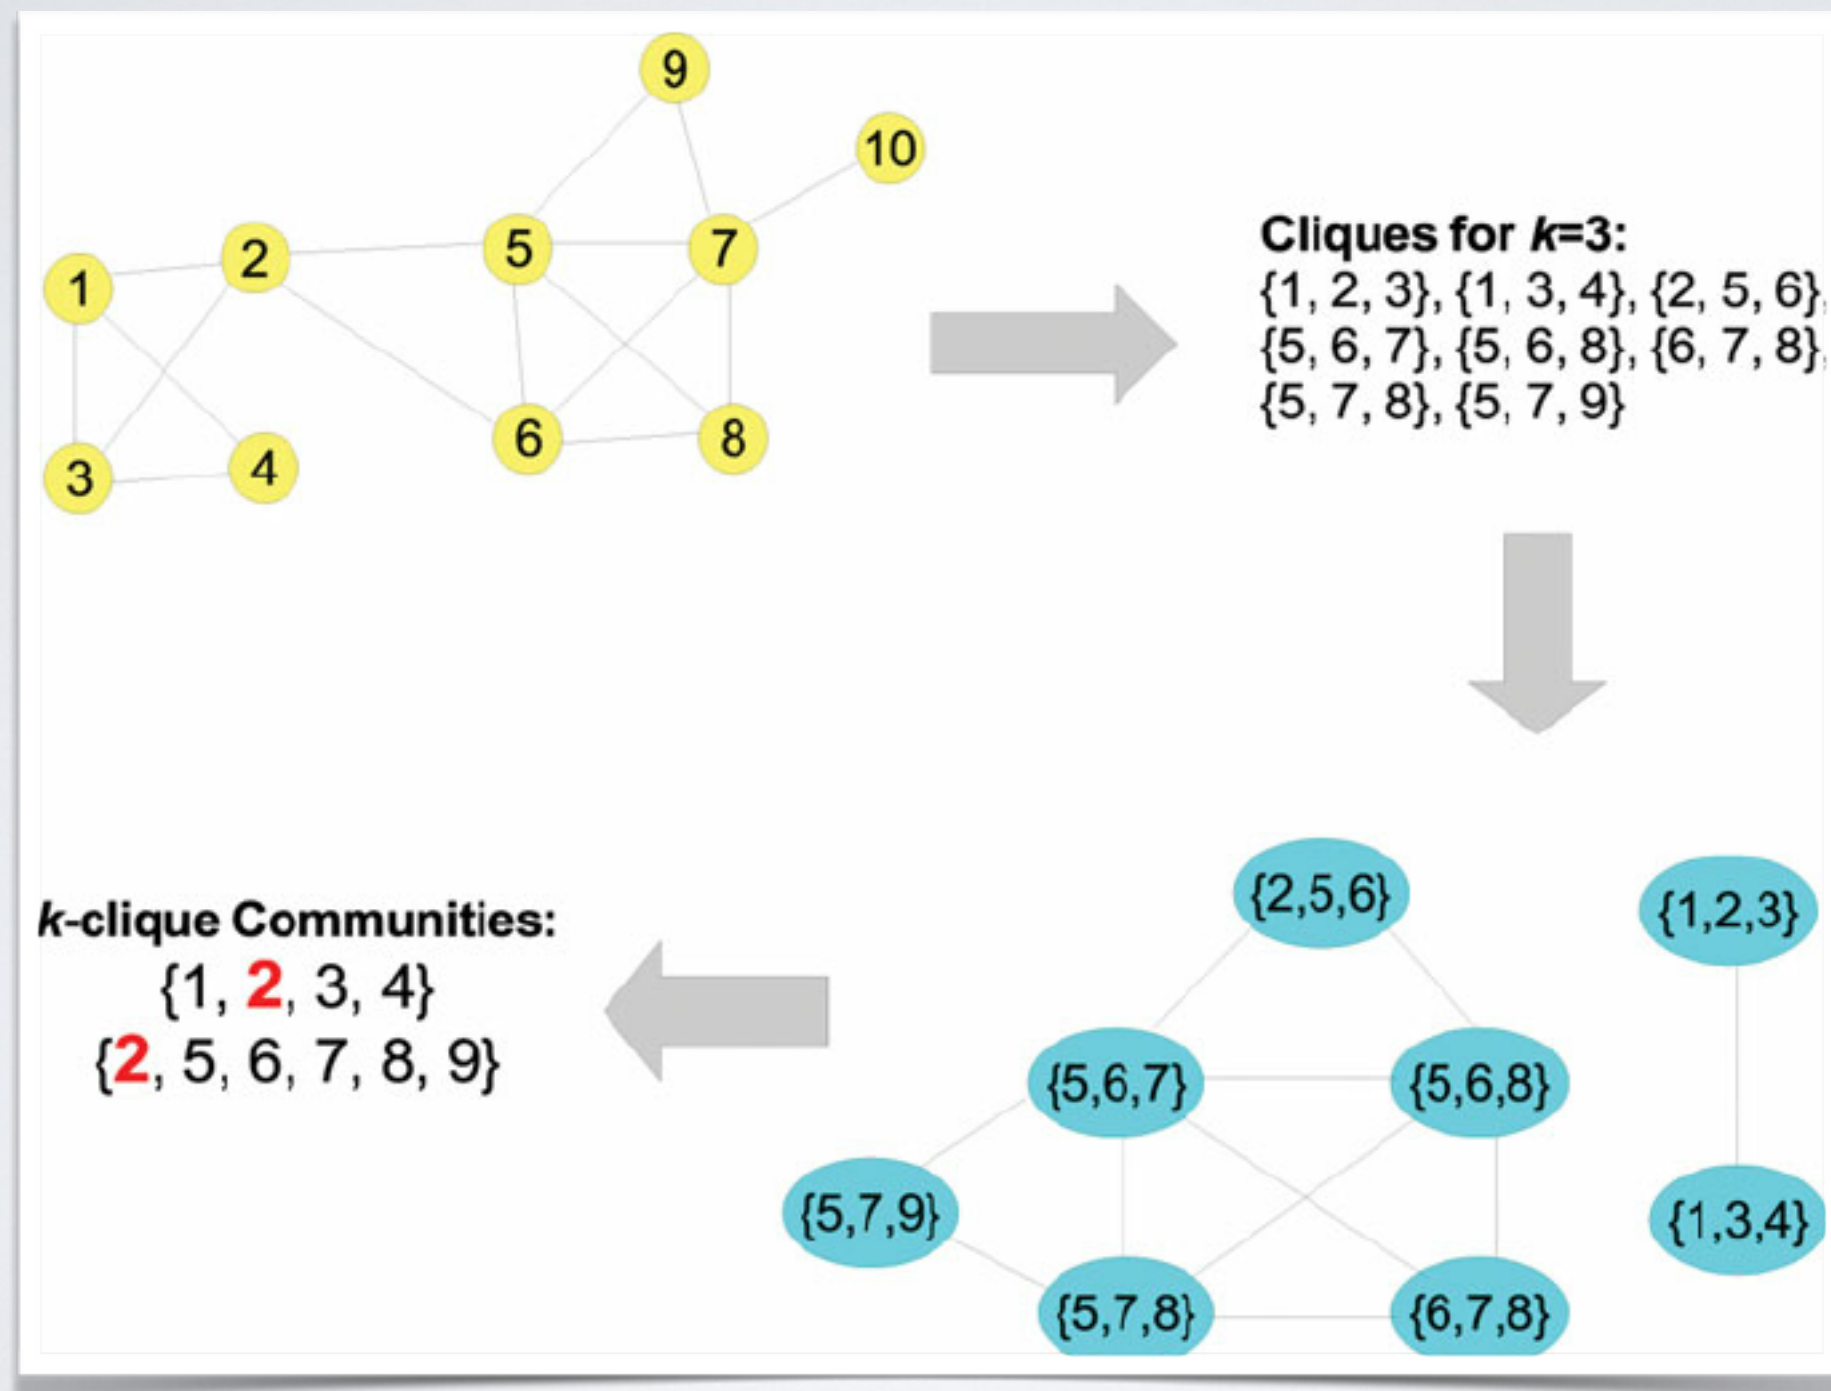 9
10
2
5
7
1
6
8
3
4
Cliques for k=3:
{1, 2, 3}, {1, 3, 4}, {2, 5, 6},
{5, 6, 7}, {5, 6, 8}, {6, 7, 8},
{5, 7, 8}, {5, 7, 9}
{2,5,6}
{1,2,3}
{5,6,7}
{5,6,8}
{5,7,9}
{1,3,4}
{5,7,8}
{6,7,8}
k-clique Communities:
{1, 2, 3, 4}
{2, 5, 6, 7, 8, 9}